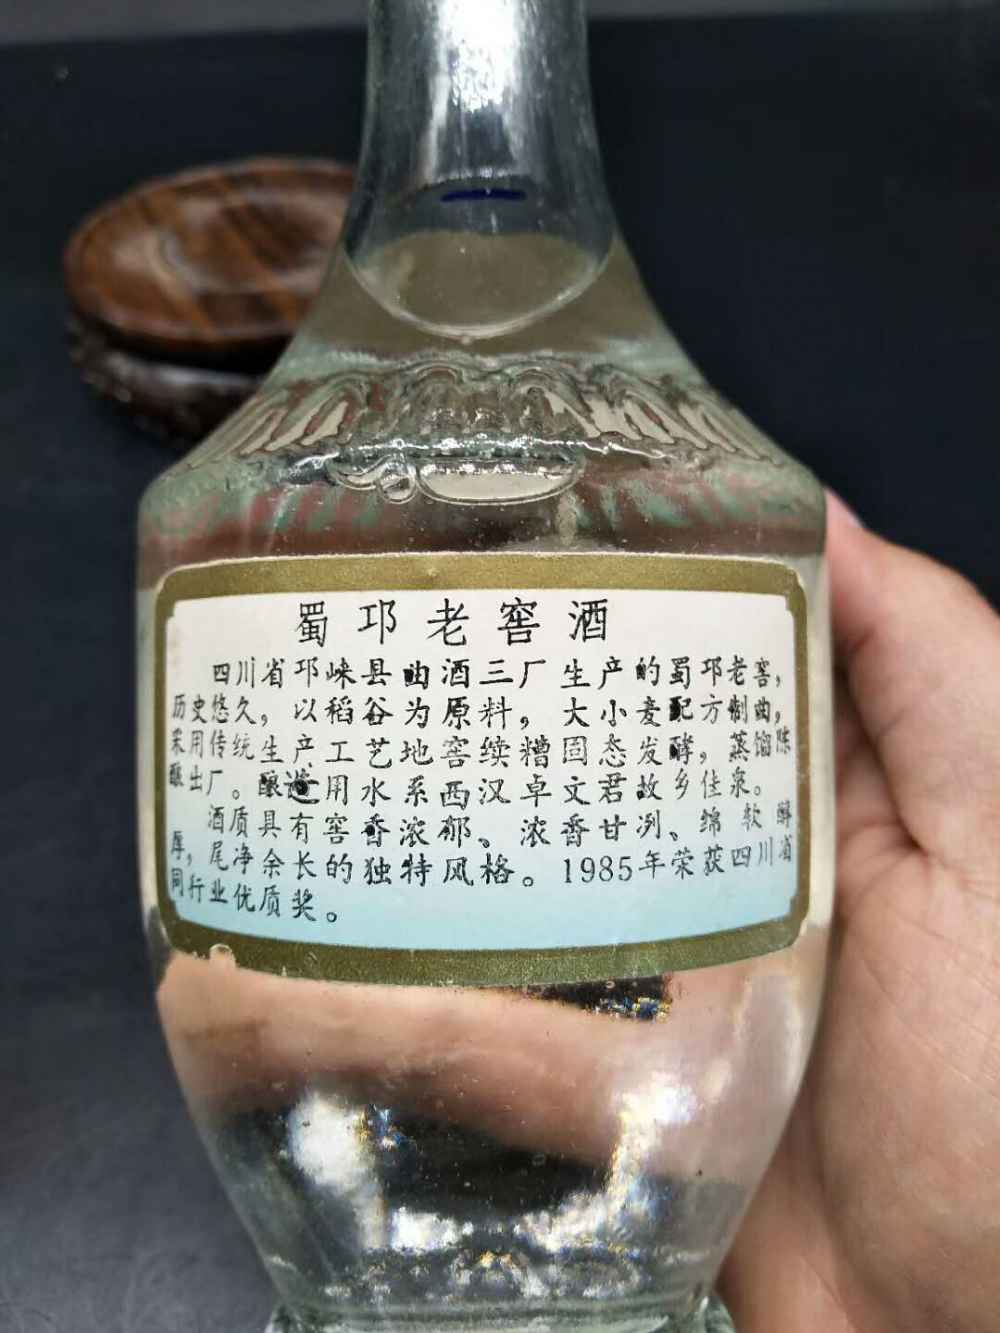 蜀邛老窖酒
四川省邛崃县曲酒三厂生产的蜀邛老窖，
历史悠久，以稻谷为原料，大小麦配方制曲，
采用传统生产工艺地窖续糟固态发酵，蒸馏陈
酿出厂。酿造用水系西汉卓文君故乡佳泉。
酒质具有窖香浓郁、浓香甘冽、绵软醇
厚，尾净余长的独特风格。1985年荣获四川省
同行业优质奖。